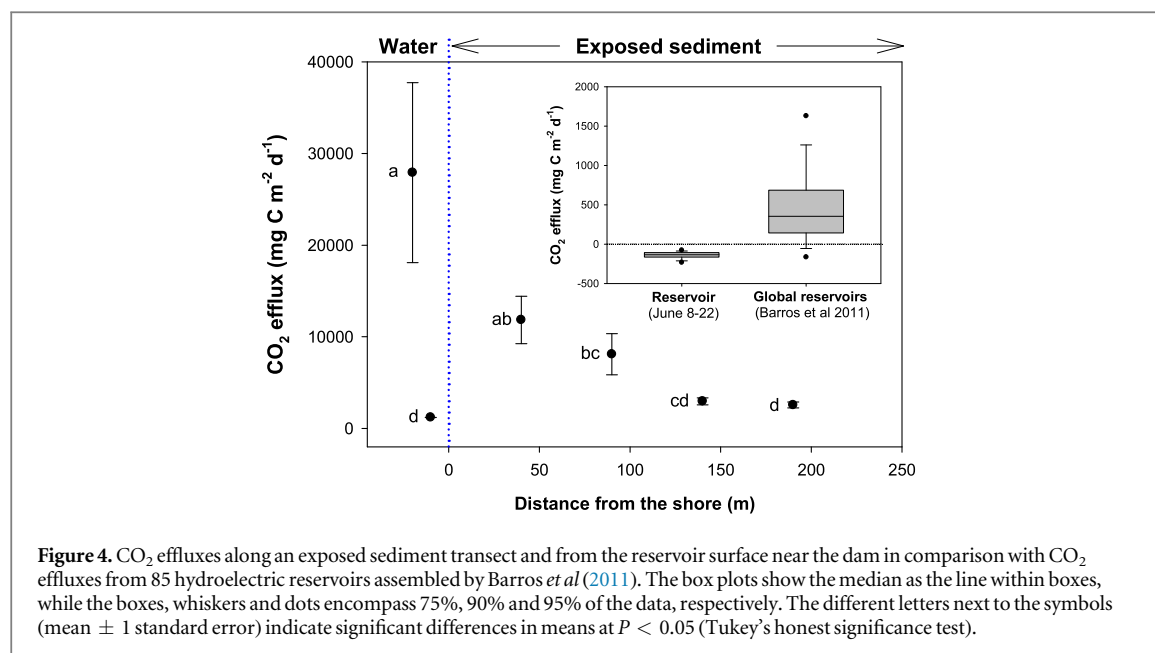 Water
Exposed sediment
40000
30000
20000
10000
0
CO2 efflux (mg C m-2 d-1)
a
d
ab
bc
cd
d
0
50
100
150
200
250
Distance from the shore (m)
2000
1500
1000
500
0
-500
CO2 efflux (mg C m-2 d-1)
Reservoir
(June 8-22)
Global reservoirs
(Barros et al 2011)
Figure 4. CO2 effluxes along an exposed sediment transect and from the reservoir surface near the dam in comparison with CO2
effluxes from 85 hydroelectric reservoirs assembled by Barros et al (2011). The box plots show the median as the line within boxes,
while the boxes, whiskers and dots encompass 75%, 90% and 95% of the data, respectively. The different letters next to the symbols
(mean ± 1 standard error) indicate significant differences in means at P < 0.05 (Tukey's honest significance test).